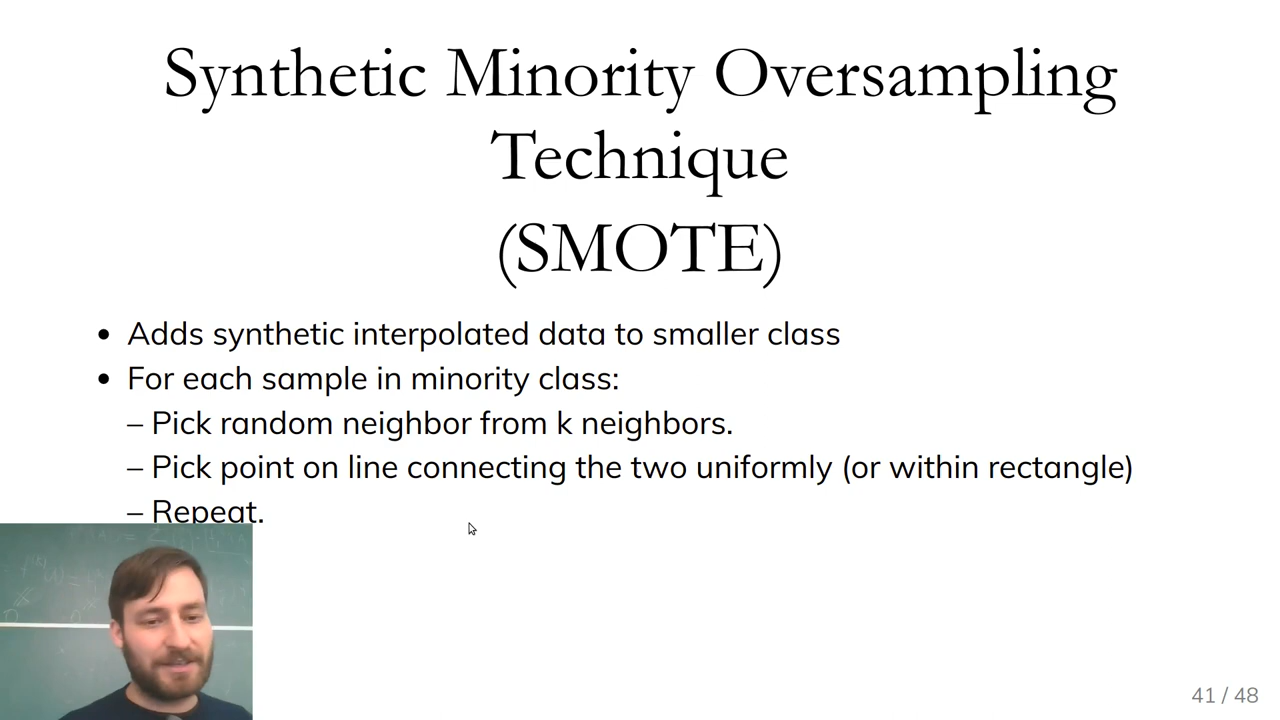 Synthetic Minority Oversampling
Technique
(SMOTE)
• Adds synthetic interpolated data to smaller class
• For each sample in minority class:
– Pick random neighbor from k neighbors.
– Pick point on line connecting the two uniformly (or within rectangle)
– Repeat.
41 / 48